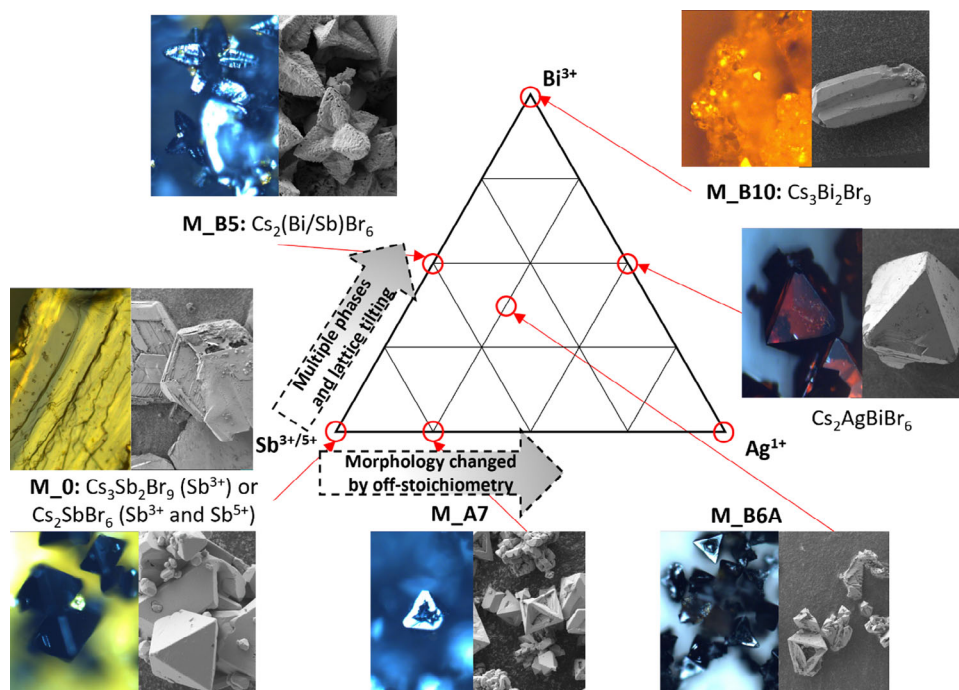 Bi³⁺
M_B10: Cs₃Bi₂Br₉
M_B5: Cs₂(Bi/Sb)Br₆
Multiple phases
and lattice tilting
Cs₂AgBiBr₆
Sb³⁺/⁵⁺
Ag¹⁺
Morphology changed
by off-stoichiometry
M_0: Cs₃Sb₂Br₉ (Sb³⁺) or
Cs₂SbBr₆ (Sb³⁺ and Sb⁵⁺)
M_A7
M_B6A